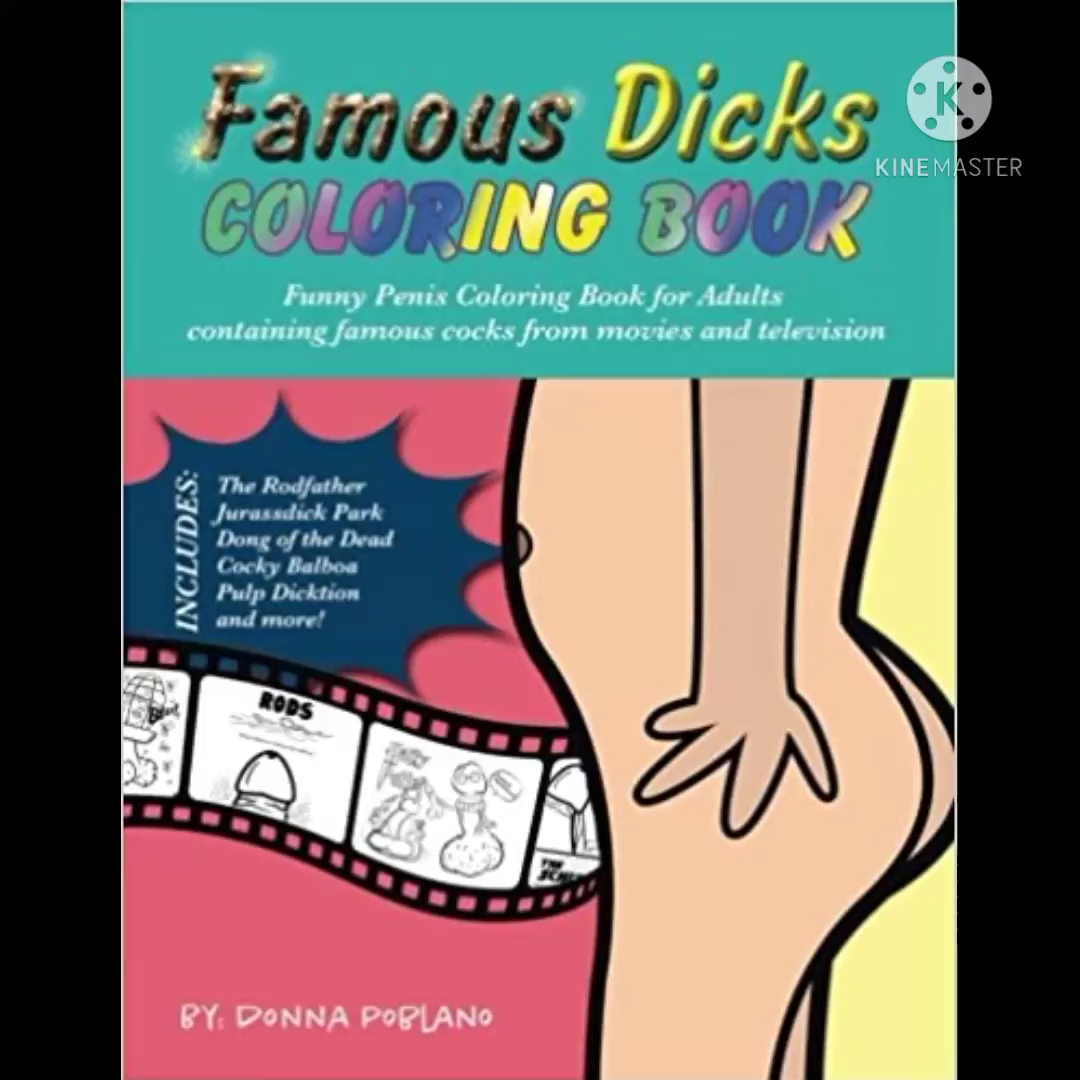 Famous Dicks
COLORING BOOK
KINEMASTER
Funny Penis Coloring Book for Adults
containing famous cocks from movies and television
INCLUDES:
The Rodfather
Jurassdick Park
Dong of the Dead
Cocky Balboa
Pulp Dicktion
and more!
RODS
BY: DONNA POBLANO